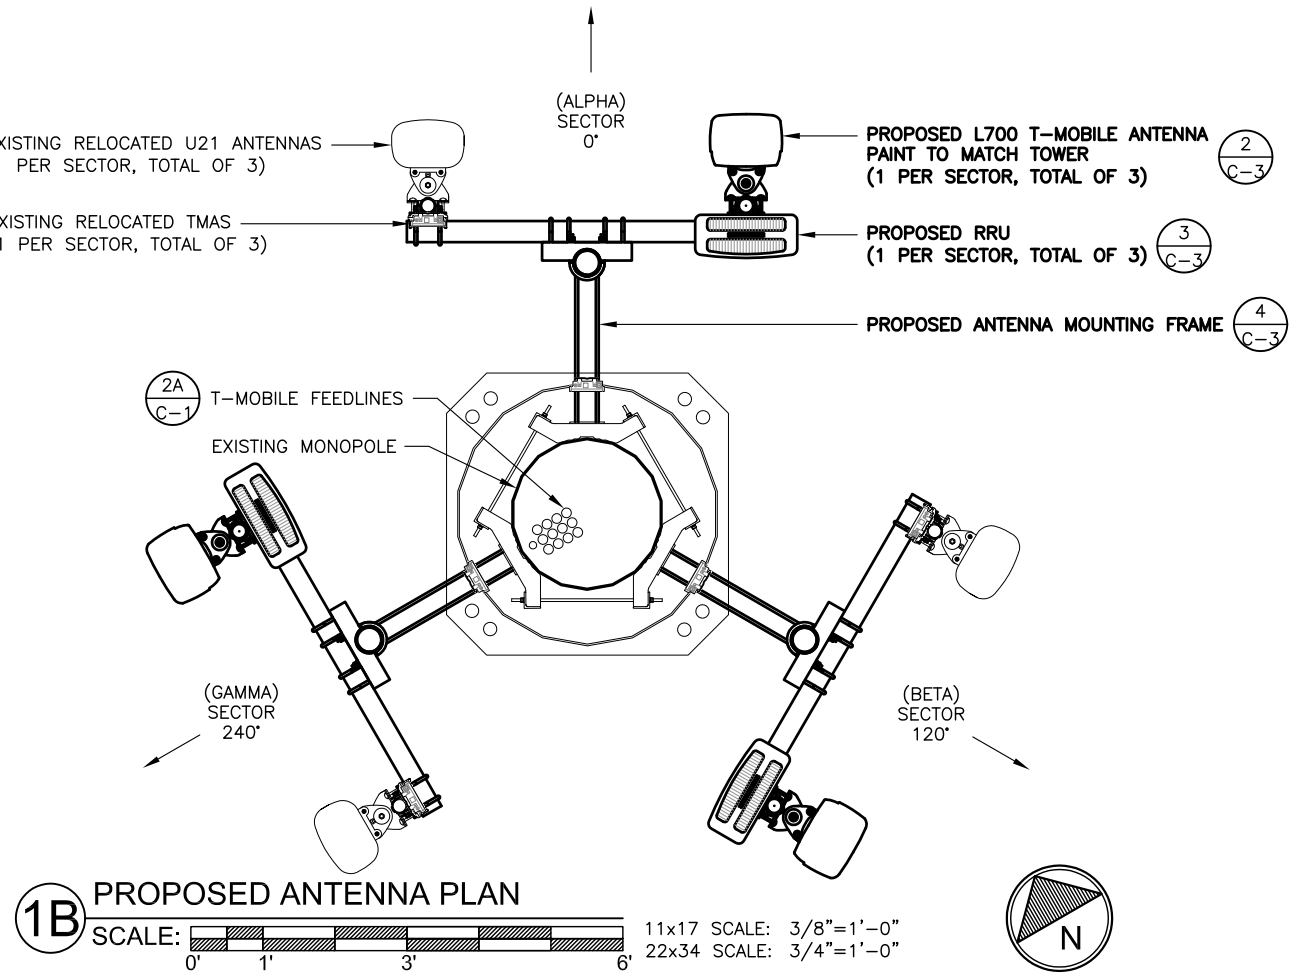 (ALPHA)
SECTOR
0°
XISTING RELOCATED U21 ANTENNAS
PER SECTOR, TOTAL OF 3)
XISTING RELOCATED TMAS
1 PER SECTOR, TOTAL OF 3)
PROPOSED L700 T-MOBILE ANTENNA
PAINT TO MATCH TOWER
(1 PER SECTOR, TOTAL OF 3)
2
C-3
PROPOSED RRU
(1 PER SECTOR, TOTAL OF 3)
3
C-3
PROPOSED ANTENNA MOUNTING FRAME
4
C-3
2A
C-1
T-MOBILE FEEDLINES
EXISTING MONOPOLE
(GAMMA)
SECTOR
240°
(BETA)
SECTOR
120°
1B
PROPOSED ANTENNA PLAN
SCALE:
0' 1' 3' 6'
11x17 SCALE: 3/8"=1'-0"
22x34 SCALE: 3/4"=1'-0"
N